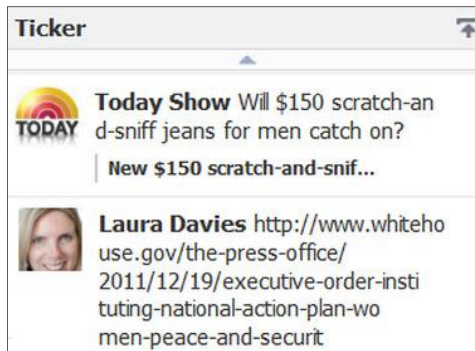 Ticker
TODAY
Today Show Will $150 scratch-an
d-sniff jeans for men catch on?
New $150 scratch-and-snif...
Laura Davies http://www.whiteho
use.gov/the-press-office/
2011/12/19/executive-order-insti
tuting-national-action-plan-wo
men-peace-and-securit